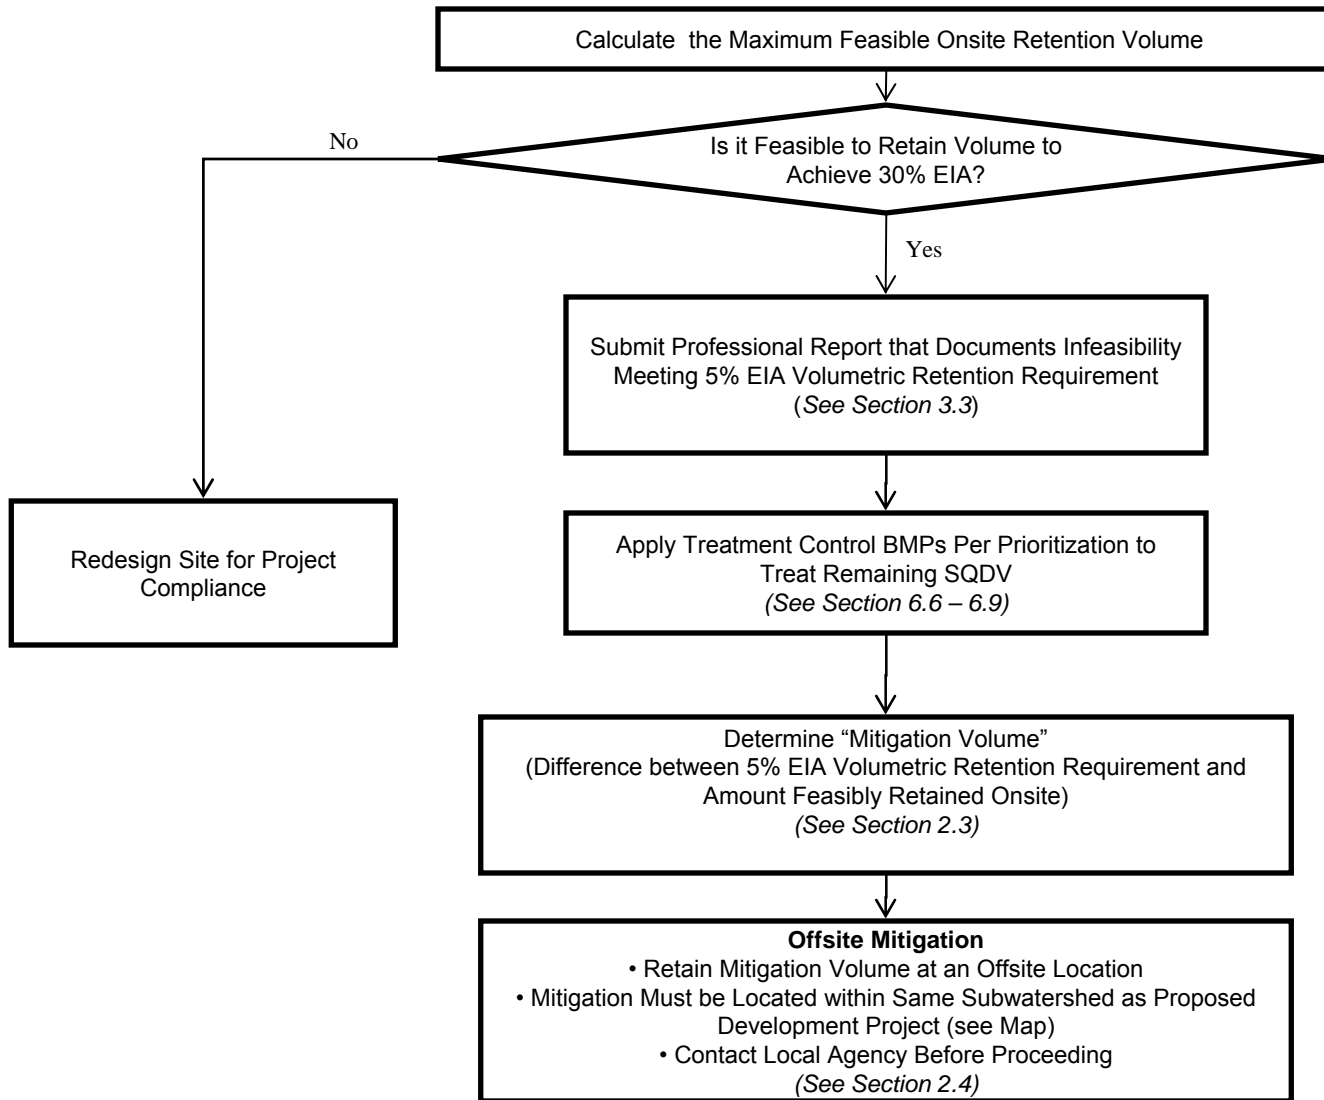 Calculate the Maximum Feasible Onsite Retention Volume
Is it Feasible to Retain Volume to
Achieve 30% EIA?
No
Yes
Submit Professional Report that Documents Infeasibility
Meeting 5% EIA Volumetric Retention Requirement
(See Section 3.3)
Redesign Site for Project
Compliance
Apply Treatment Control BMPs Per Prioritization to
Treat Remaining SQDV
(See Section 6.6 – 6.9)
Determine “Mitigation Volume”
(Difference between 5% EIA Volumetric Retention Requirement and
Amount Feasibly Retained Onsite)
(See Section 2.3)
Offsite Mitigation
• Retain Mitigation Volume at an Offsite Location
• Mitigation Must be Located within Same Subwatershed as Proposed
Development Project (see Map)
• Contact Local Agency Before Proceeding
(See Section 2.4)